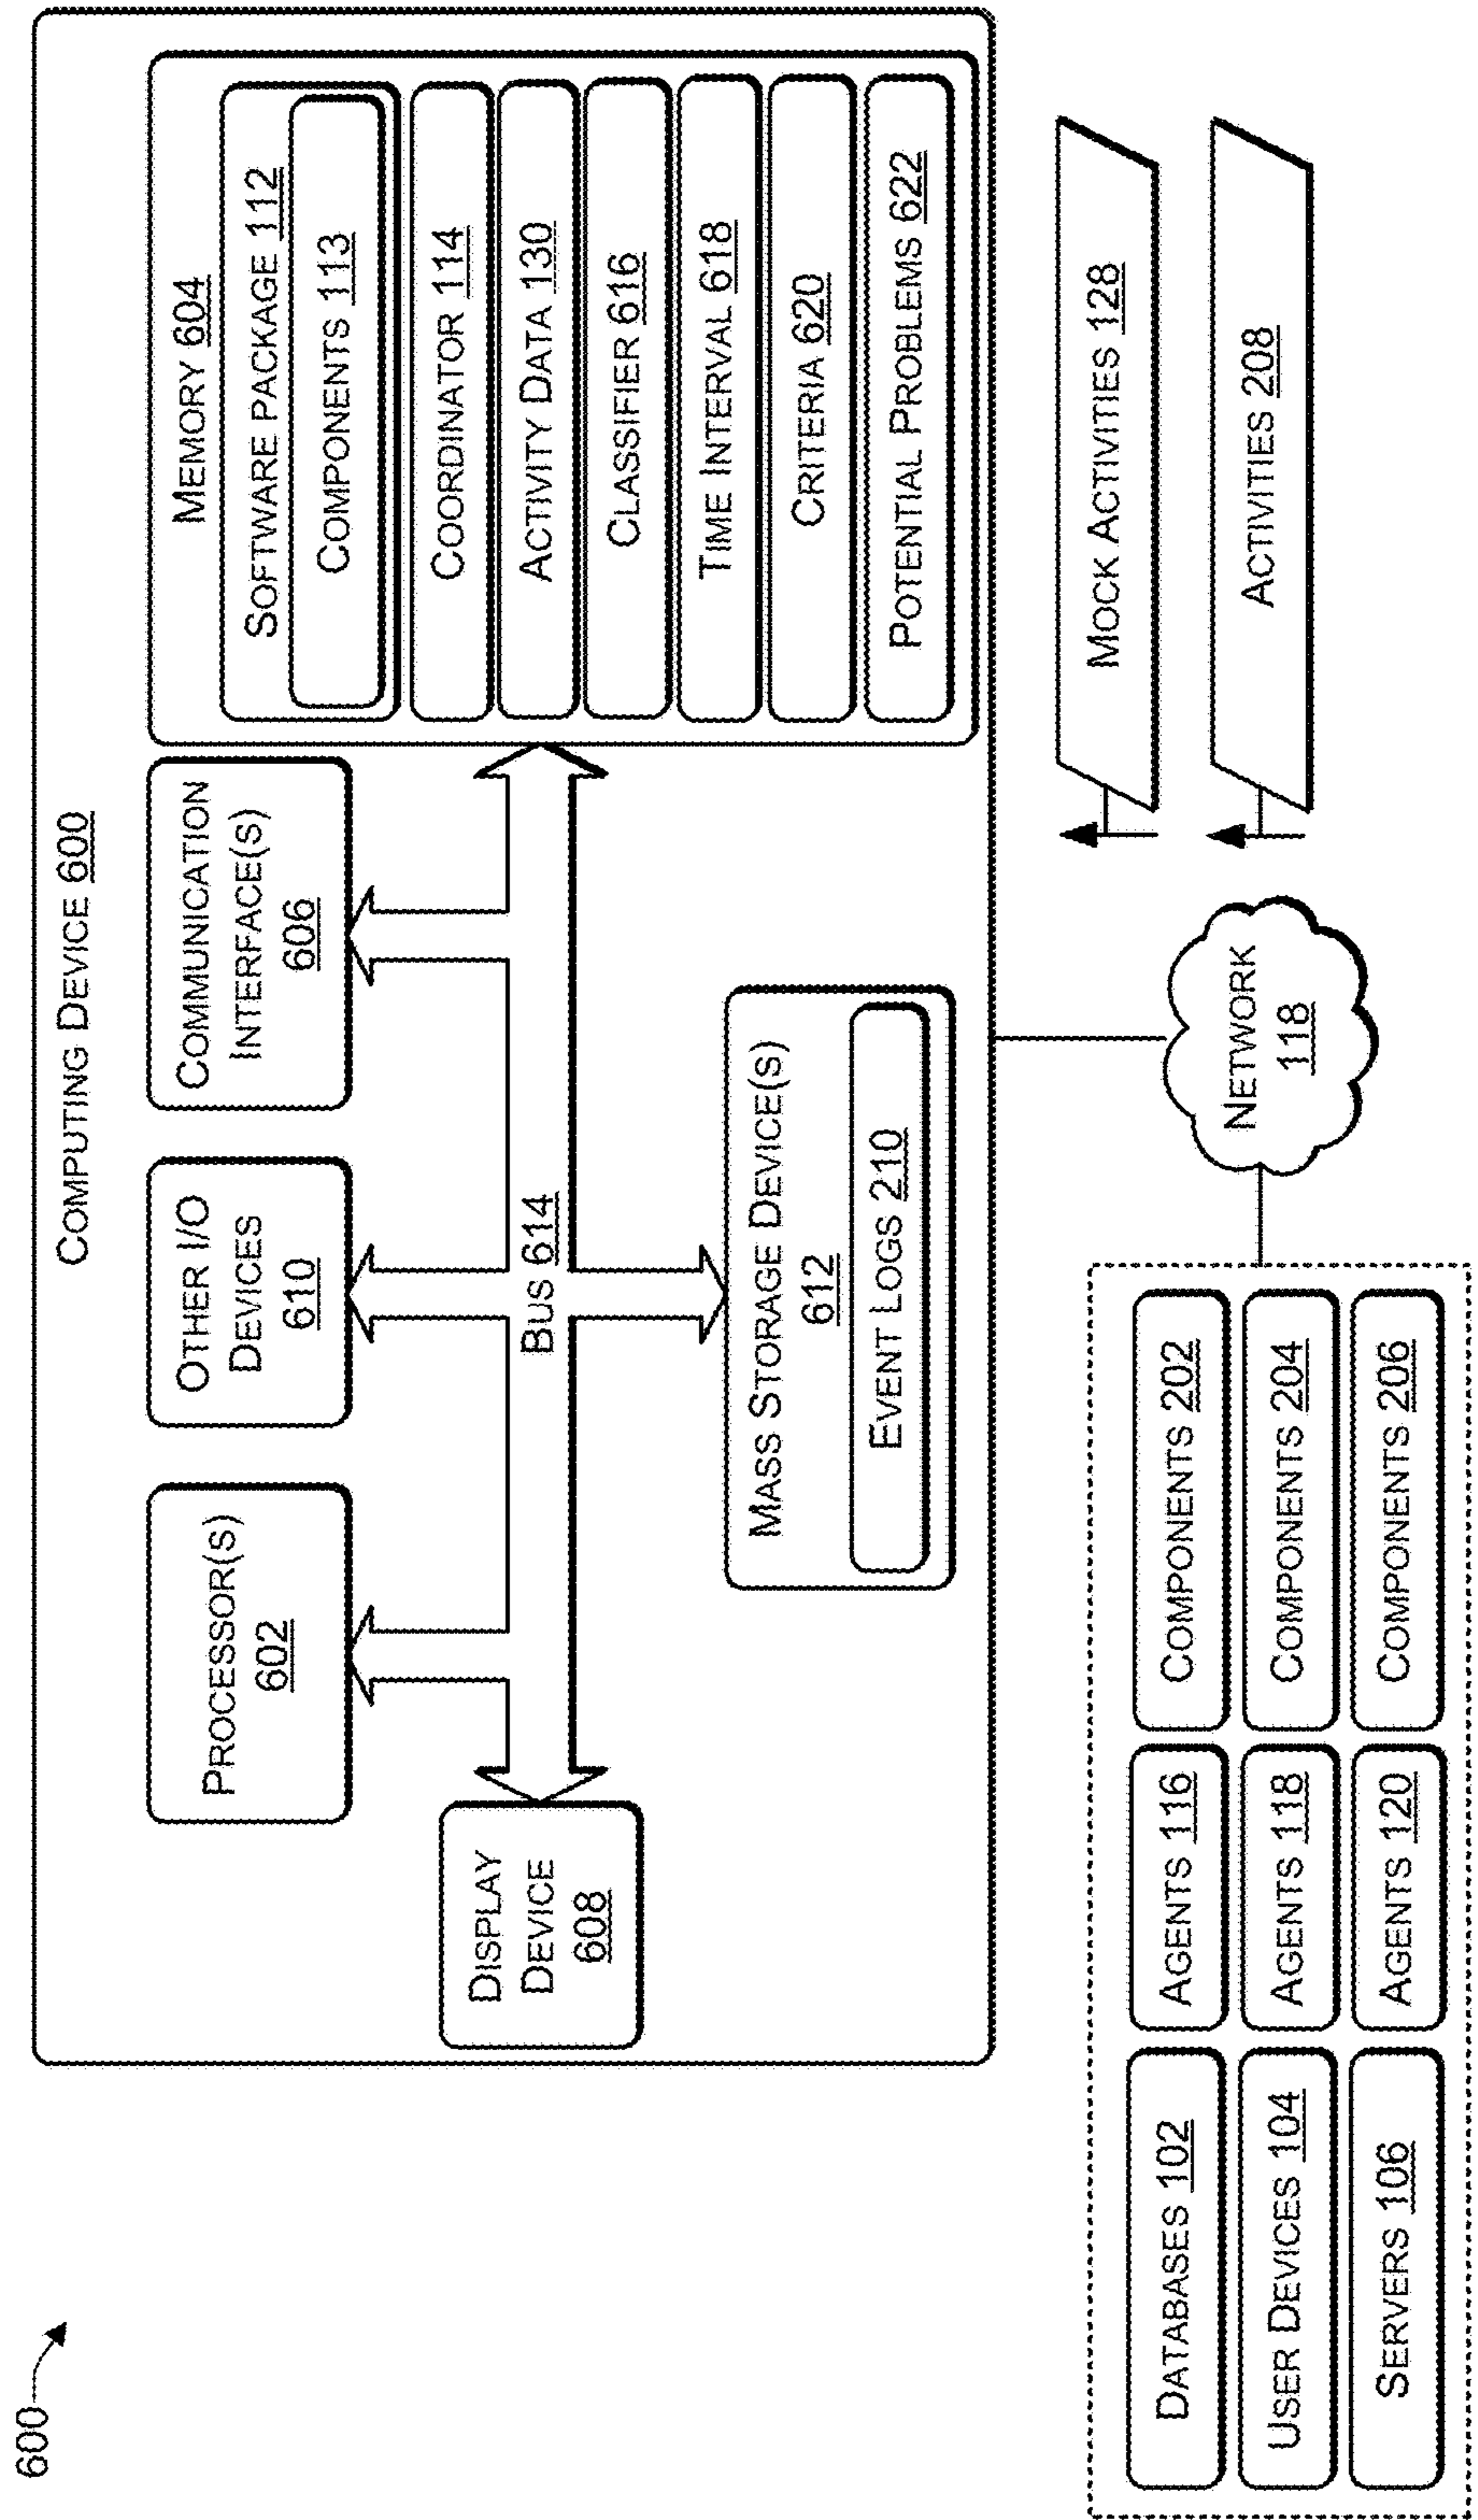 600
COMPUTING DEVICE 600
PROCESSOR(S)
602
OTHER I/O
DEVICES
610
COMMUNICATION
INTERFACE(S)
606
MEMORY 604
SOFTWARE PACKAGE 112
COMPONENTS 113
COORDINATOR 114
ACTIVITY DATA 130
CLASSIFIER 616
TIME INTERVAL 618
CRITERIA 620
POTENTIAL PROBLEMS 622
DISPLAY
DEVICE
608
BUS 614
MASS STORAGE DEVICE(S)
612
EVENT LOGS 210
DATABASES 102
AGENTS 116
COMPONENTS 202
USER DEVICES 104
AGENTS 118
COMPONENTS 204
SERVERS 106
AGENTS 120
COMPONENTS 206
NETWORK
118
MOCK ACTIVITIES 128
ACTIVITIES 208